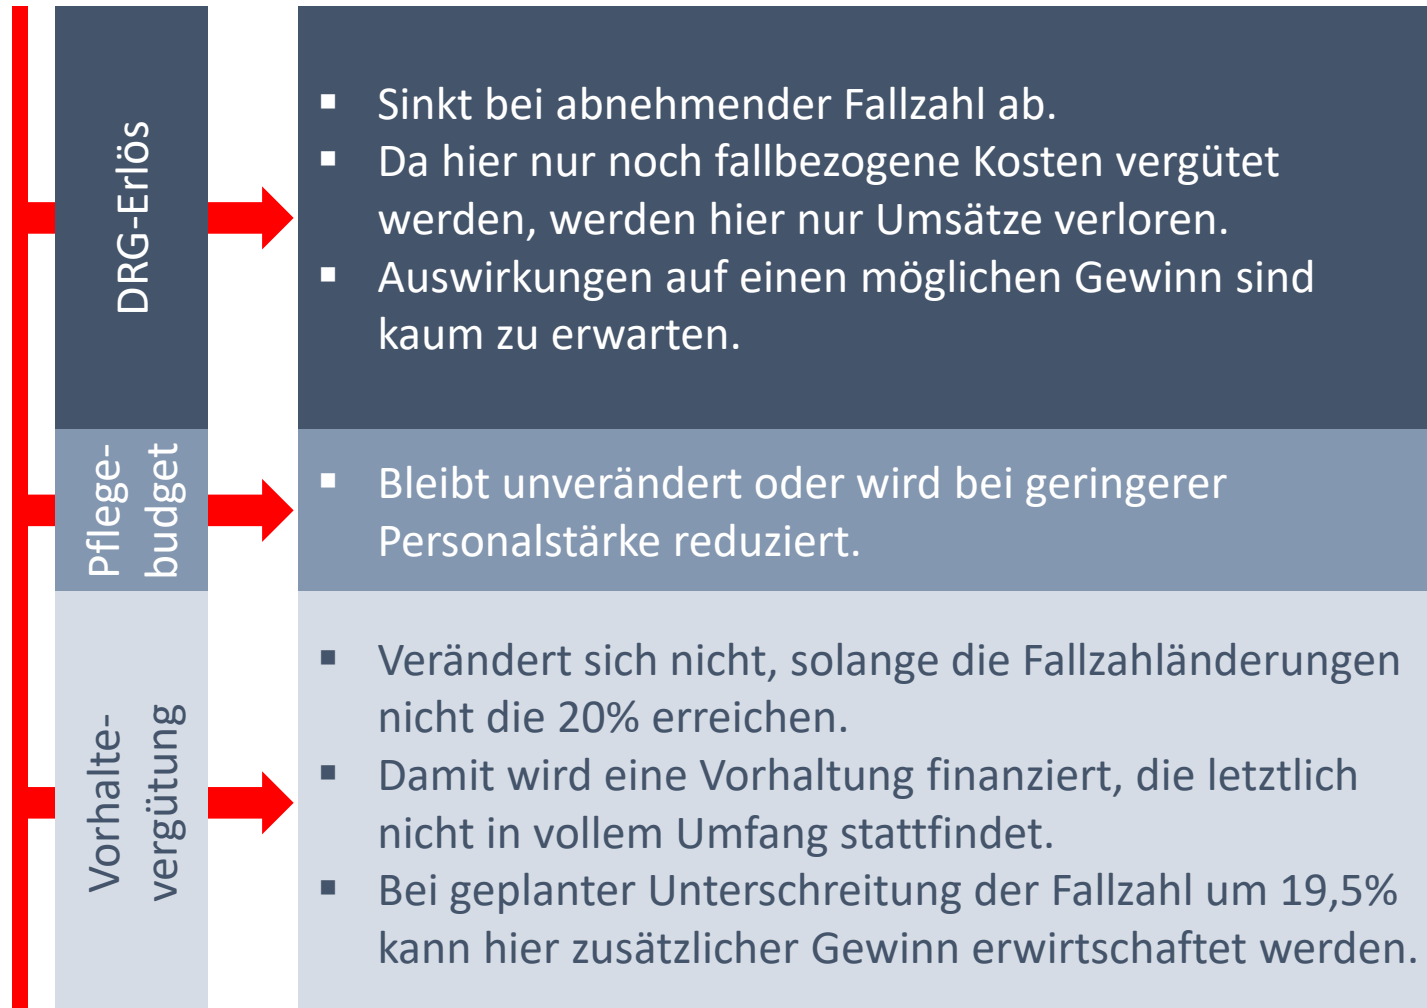 DRG-Erlös
▪ Sinkt bei abnehmender Fallzahl ab.
▪ Da hier nur noch fallbezogene Kosten vergütet
werden, werden hier nur Umsätze verloren.
▪ Auswirkungen auf einen möglichen Gewinn sind
kaum zu erwarten.
Pflege-
budget
▪ Bleibt unverändert oder wird bei geringerer
Personalstärke reduziert.
Vorhalte-
vergütung
▪ Verändert sich nicht, solange die Fallzahländerungen
nicht die 20% erreichen.
▪ Damit wird eine Vorhaltung finanziert, die letztlich
nicht in vollem Umfang stattfindet.
▪ Bei geplanter Unterschreitung der Fallzahl um 19,5%
kann hier zusätzlicher Gewinn erwirtschaftet werden.